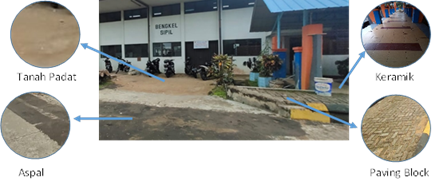 BENGKEL
SIPIL
Tanah Padat
Keramik
Aspal
Paving Block